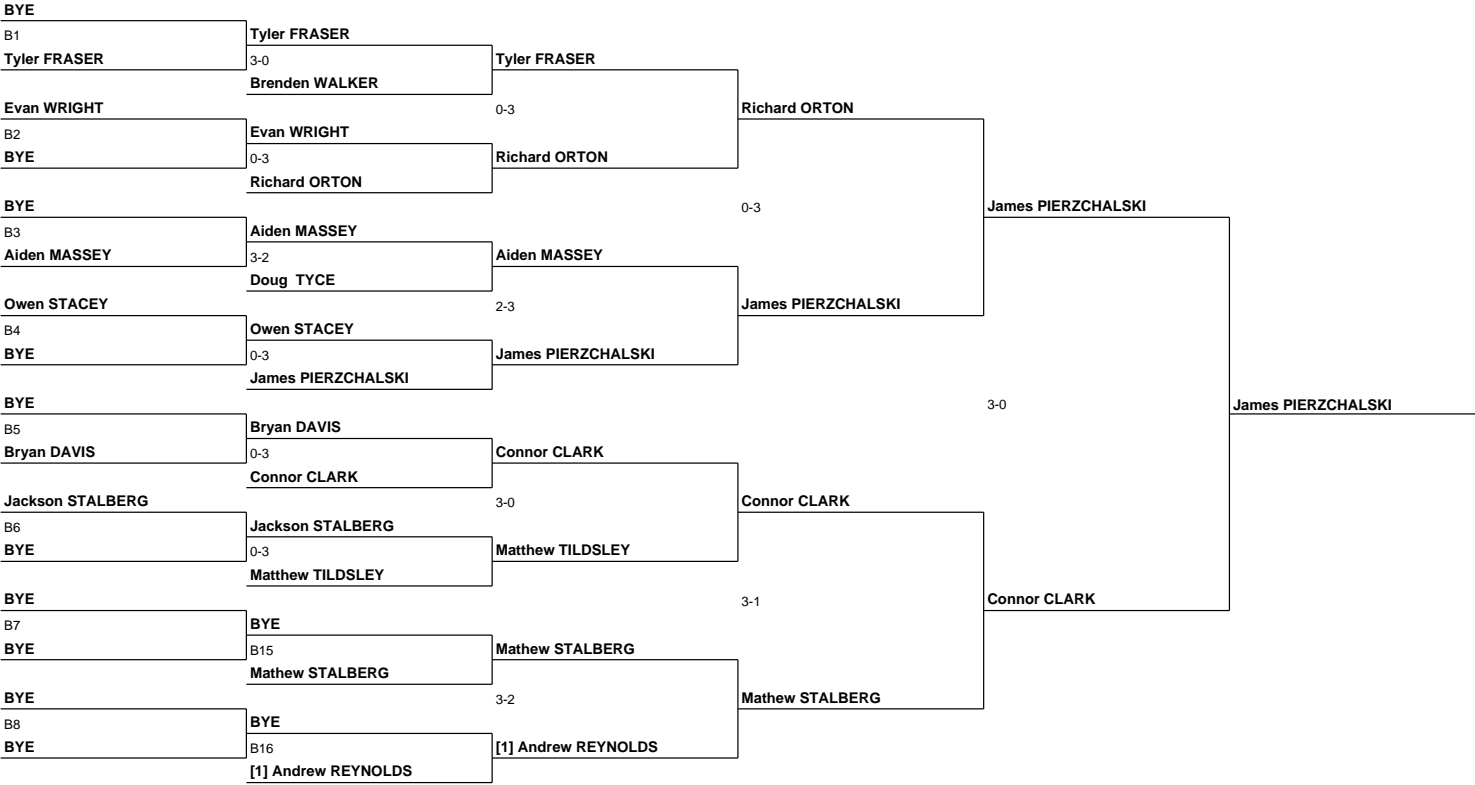 BYE
B1
Tyler FRASER
Tyler FRASER
3-0
Brenden WALKER
Tyler FRASER
Evan WRIGHT
B2
BYE
Evan WRIGHT
0-3
Richard ORTON
0-3
Richard ORTON
Richard ORTON
BYE
B3
Aiden MASSEY
Aiden MASSEY
3-2
Doug  TYCE
Aiden MASSEY
Owen STACEY
B4
BYE
Owen STACEY
0-3
James PIERZCHALSKI
2-3
James PIERZCHALSKI
James PIERZCHALSKI
0-3
James PIERZCHALSKI
BYE
B5
Bryan DAVIS
Bryan DAVIS
0-3
Connor CLARK
Connor CLARK
Jackson STALBERG
B6
BYE
Jackson STALBERG
0-3
Matthew TILDSLEY
3-0
Matthew TILDSLEY
Connor CLARK
BYE
B7
BYE
BYE
B15
Mathew STALBERG
Mathew STALBERG
BYE
B8
BYE
BYE
B16
[1] Andrew REYNOLDS
3-2
[1] Andrew REYNOLDS
Mathew STALBERG
3-1
Connor CLARK
3-0
James PIERZCHALSKI